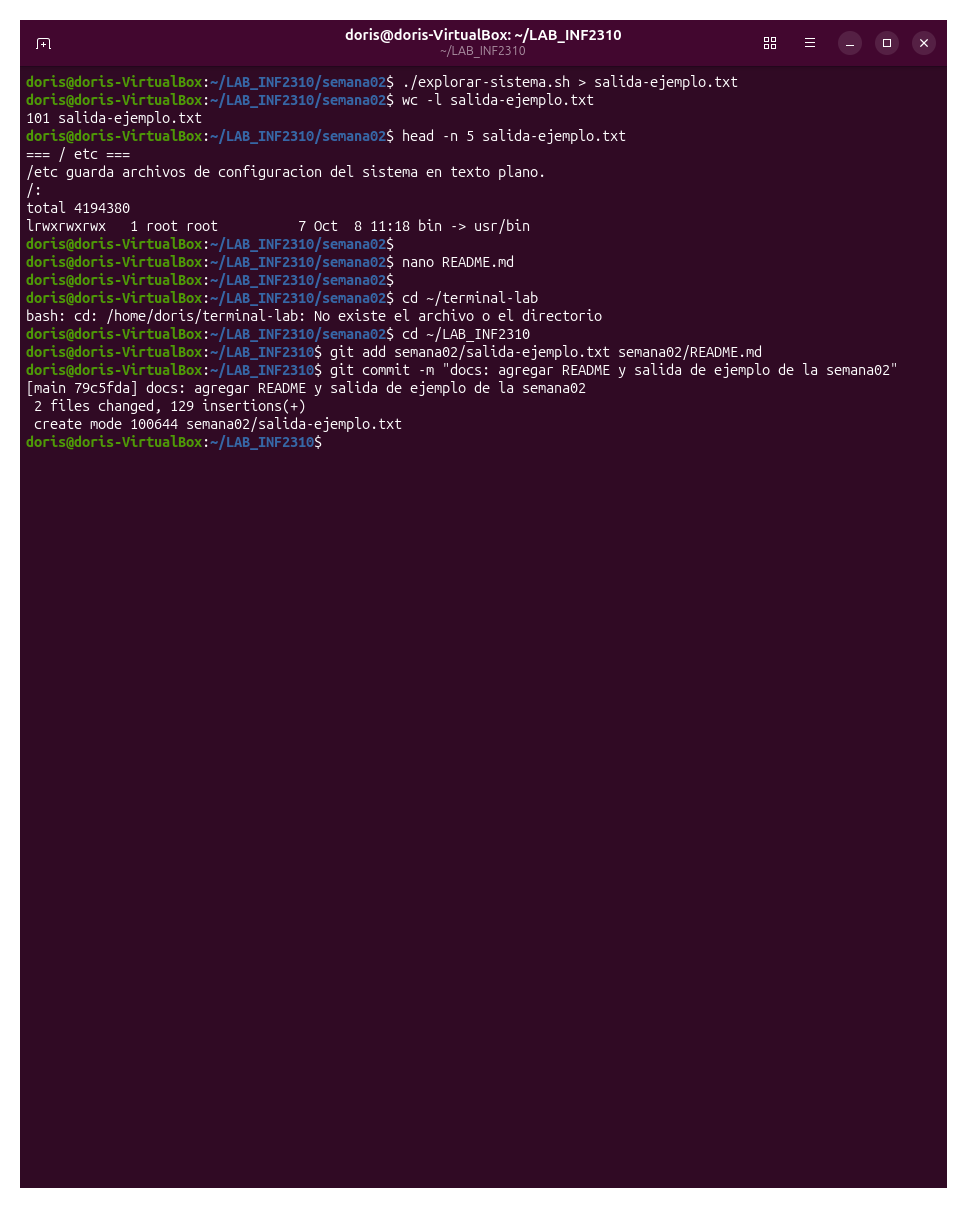 doris@doris-VirtualBox: ~/LAB_INF2310
~/LAB_INF2310
doris@doris-VirtualBox:~/LAB_INF2310/semana02$ ./explorar-sistema.sh > salida-ejemplo.txt
doris@doris-VirtualBox:~/LAB_INF2310/semana02$ wc -l salida-ejemplo.txt
101 salida-ejemplo.txt
doris@doris-VirtualBox:~/LAB_INF2310/semana02$ head -n 5 salida-ejemplo.txt
=== / etc ===
/etc guarda archivos de configuracion del sistema en texto plano.
/:
total 4194380
lrwxrwxrwx   1 root root          7 Oct  8 11:18 bin -> usr/bin
doris@doris-VirtualBox:~/LAB_INF2310/semana02$
doris@doris-VirtualBox:~/LAB_INF2310/semana02$ nano README.md
doris@doris-VirtualBox:~/LAB_INF2310/semana02$
doris@doris-VirtualBox:~/LAB_INF2310/semana02$ cd ~/terminal-lab
bash: cd: /home/doris/terminal-lab: No existe el archivo o el directorio
doris@doris-VirtualBox:~/LAB_INF2310/semana02$ cd ~/LAB_INF2310
doris@doris-VirtualBox:~/LAB_INF2310$ git add semana02/salida-ejemplo.txt semana02/README.md
doris@doris-VirtualBox:~/LAB_INF2310$ git commit -m "docs: agregar README y salida de ejemplo de la semana02"
[main 79c5fda] docs: agregar README y salida de ejemplo de la semana02
 2 files changed, 129 insertions(+)
 create mode 100644 semana02/salida-ejemplo.txt
doris@doris-VirtualBox:~/LAB_INF2310$